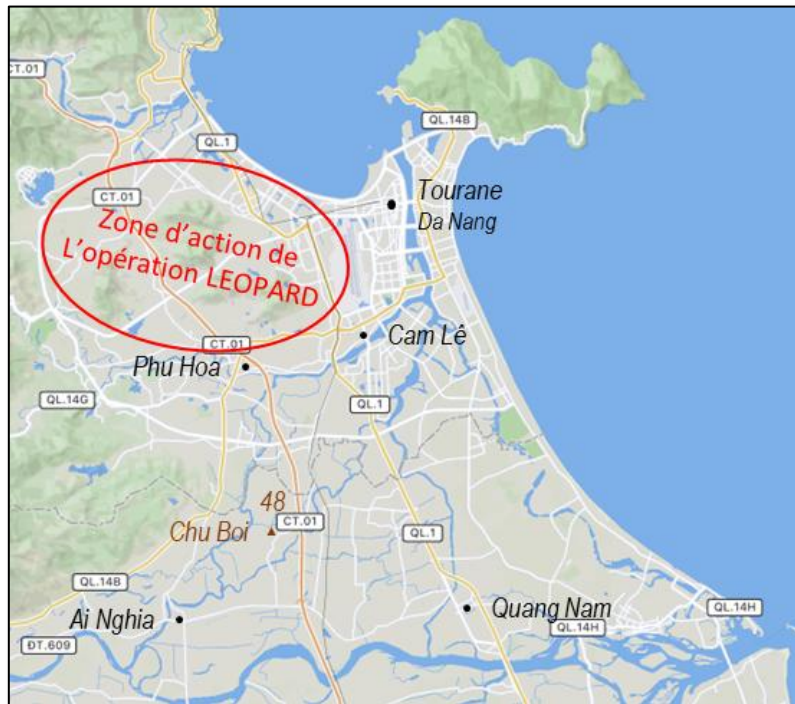 CT.01
QL.14B
QL.1
CT.01
Zone d'action de
L'opération LEOPARD
Tourane
Da Nang
CT.01
Cam Lê
Phu Hoa
QL.14G
QL.1
48
Chu Boi
CT.01
QL.1
QL.14B
Ai Nghia
Quang Nam
QL.14H
QL.14H
ĐT.609